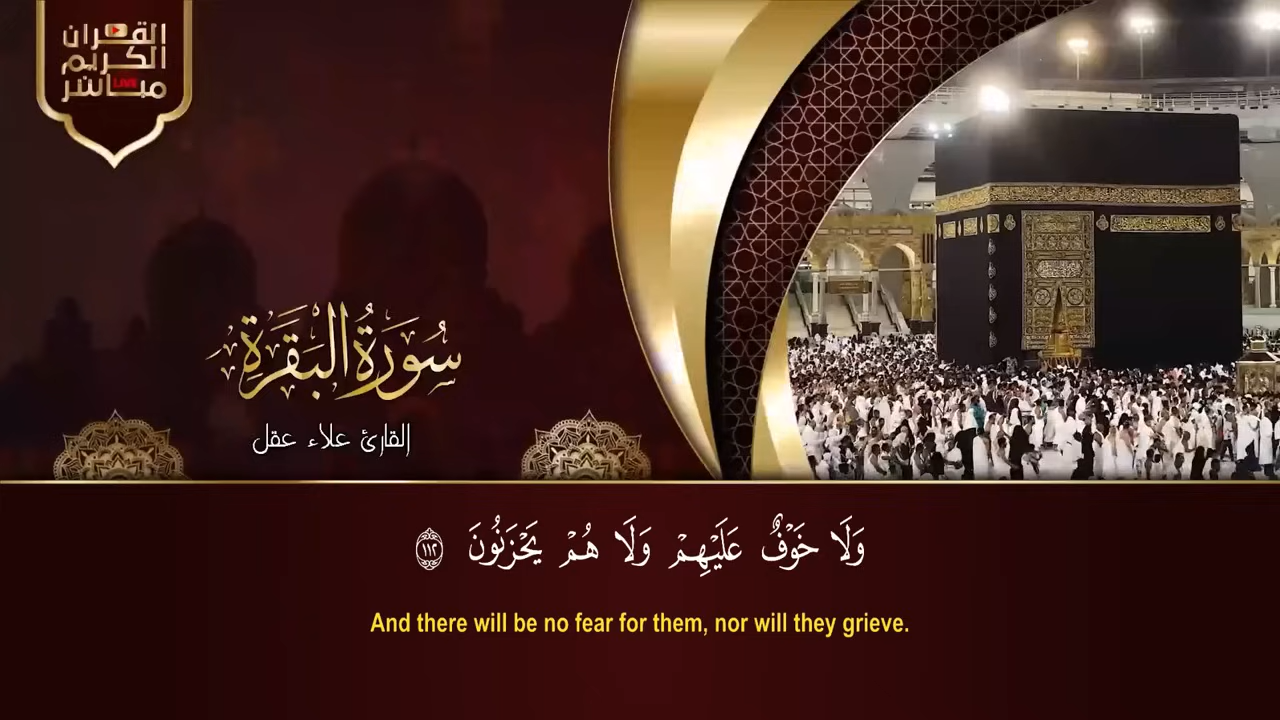 القرآن
الكريم
مباشر
LIVE
سُورَةُ البَقَرَة
القارئ علاء عقل
وَلَا خَوْفٌ عَلَيْهِمْ وَلَا هُمْ يَحْزَنُونَ ١١٢
And there will be no fear for them, nor will they grieve.